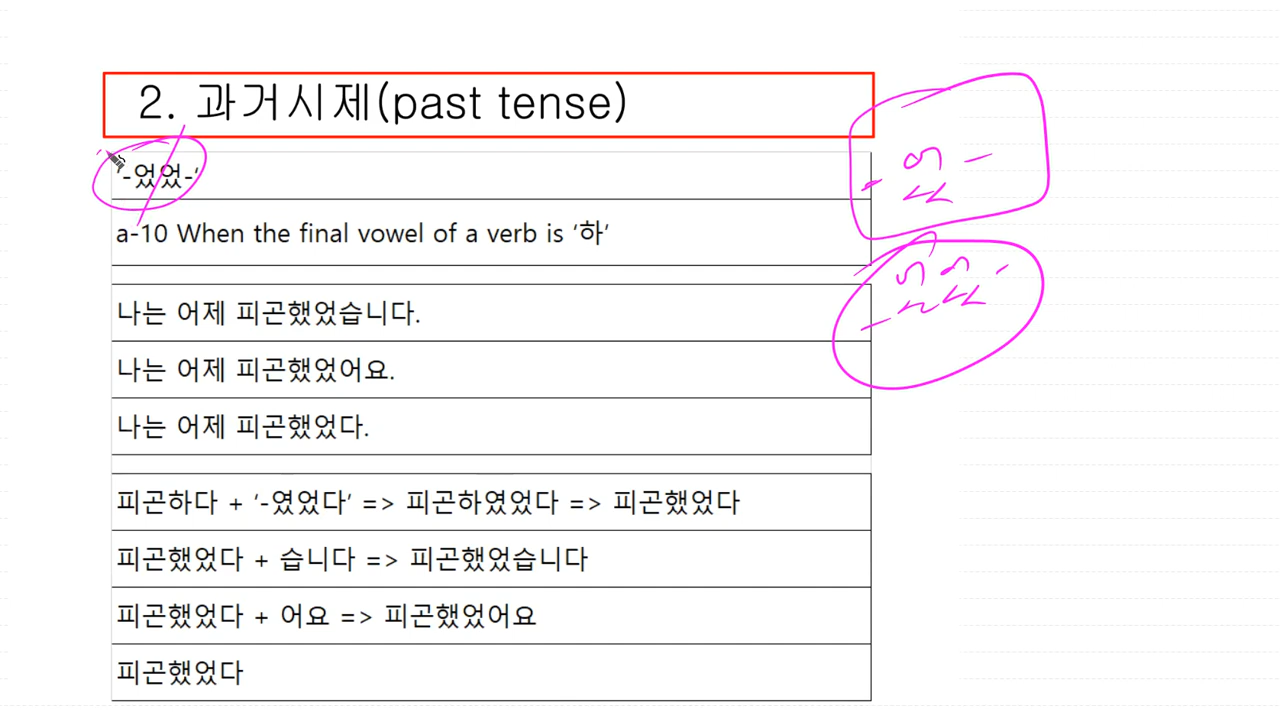 2. 과거시제(past tense)
'-었었-'
- 었 -
a-10 When the final vowel of a verb is '하'
- 었었 -
나는 어제 피곤했었습니다.
나는 어제 피곤했었어요.
나는 어제 피곤했었다.
피곤하다 + '-였었다' => 피곤하였었다 => 피곤했었다
피곤했었다 + 습니다 => 피곤했었습니다
피곤했었다 + 어요 => 피곤했었어요
피곤했었다